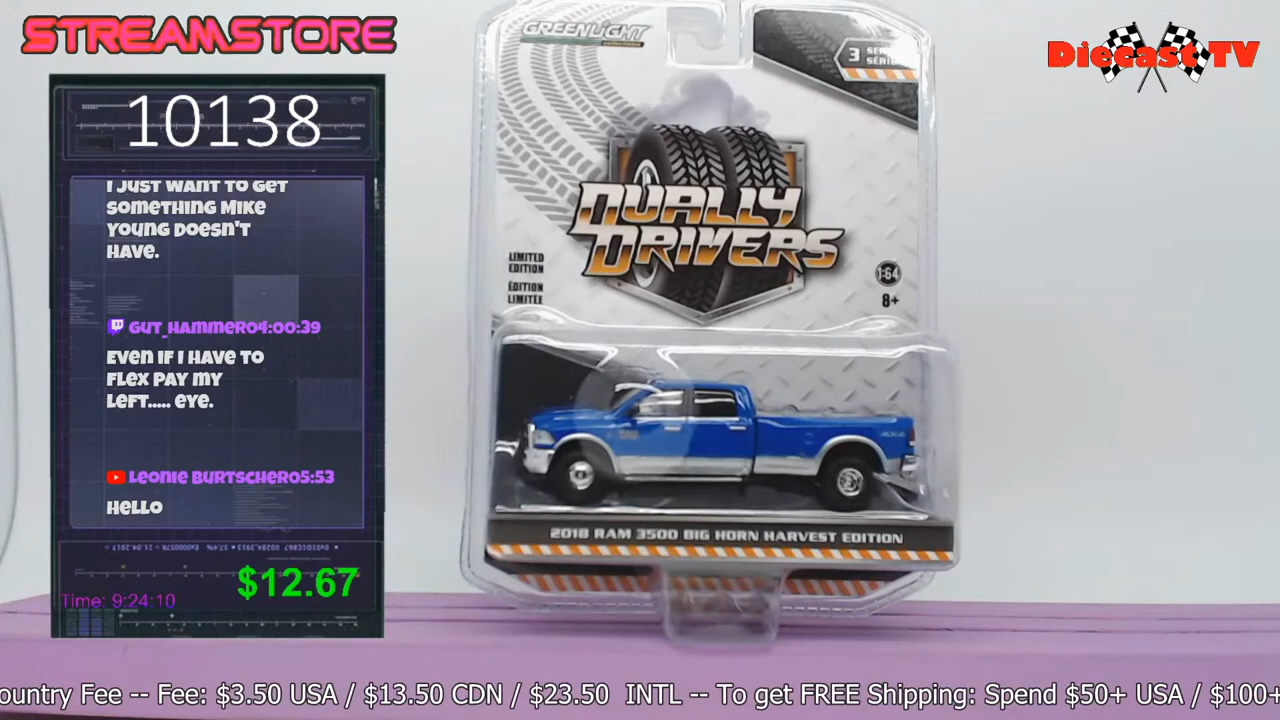 STREAMSTORE
10138
I just want to get
something Mike
Young doesn't
have.
Gut_Hammer04:00:39
Even if I have to
flex pay my
left..... eye.
Leonie Burtscher05:53
Hello
Time: 9:24:10
$12.67
GREENLIGHT
3
DUALLY
DRIVERS
LIMITED
EDITION
ÉDITION
LIMITÉE
1:64
8+
2018 RAM 3500 BIG HORN HARVEST EDITION
Diecast TV
ountry Fee -- Fee: $3.50 USA / $13.50 CDN / $23.50 INTL -- To get FREE Shipping: Spend $50+ USA / $100+